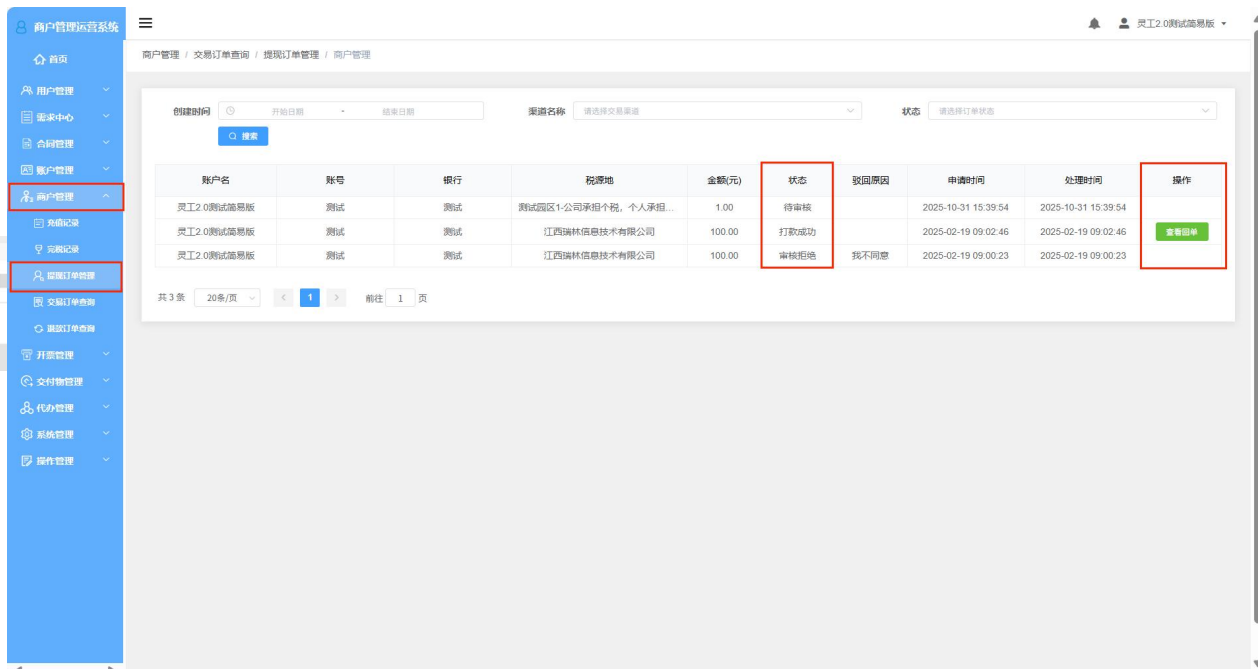 商户管理运营系统
灵工2.0测试简易版
首页
商户管理 / 交易订单查询 / 提现订单管理 / 商户管理
用户管理
需求中心
合同管理
账户管理
商户管理
充值记录
完税记录
提现订单管理
交易订单查询
退款订单查询
开票管理
交付物管理
代办管理
系统管理
操作管理
创建时间 开始日期 - 结束日期 渠道名称 请选择交易渠道 状态 请选择订单状态
搜索
账户名 账号 银行 税源地 金额(元) 状态 驳回原因 申请时间 处理时间 操作
灵工2.0测试简易版 测试 测试 测试园区1-公司承担个税，个人承担... 1.00 待审核 2025-10-31 15:39:54 2025-10-31 15:39:54
灵工2.0测试简易版 测试 测试 江西瑞林信息技术有限公司 100.00 打款成功 2025-02-19 09:02:46 2025-02-19 09:02:46 查看回单
灵工2.0测试简易版 测试 测试 江西瑞林信息技术有限公司 100.00 审核拒绝 我不同意 2025-02-19 09:00:23 2025-02-19 09:00:23
共 3 条 20条/页 1 前往 1 页